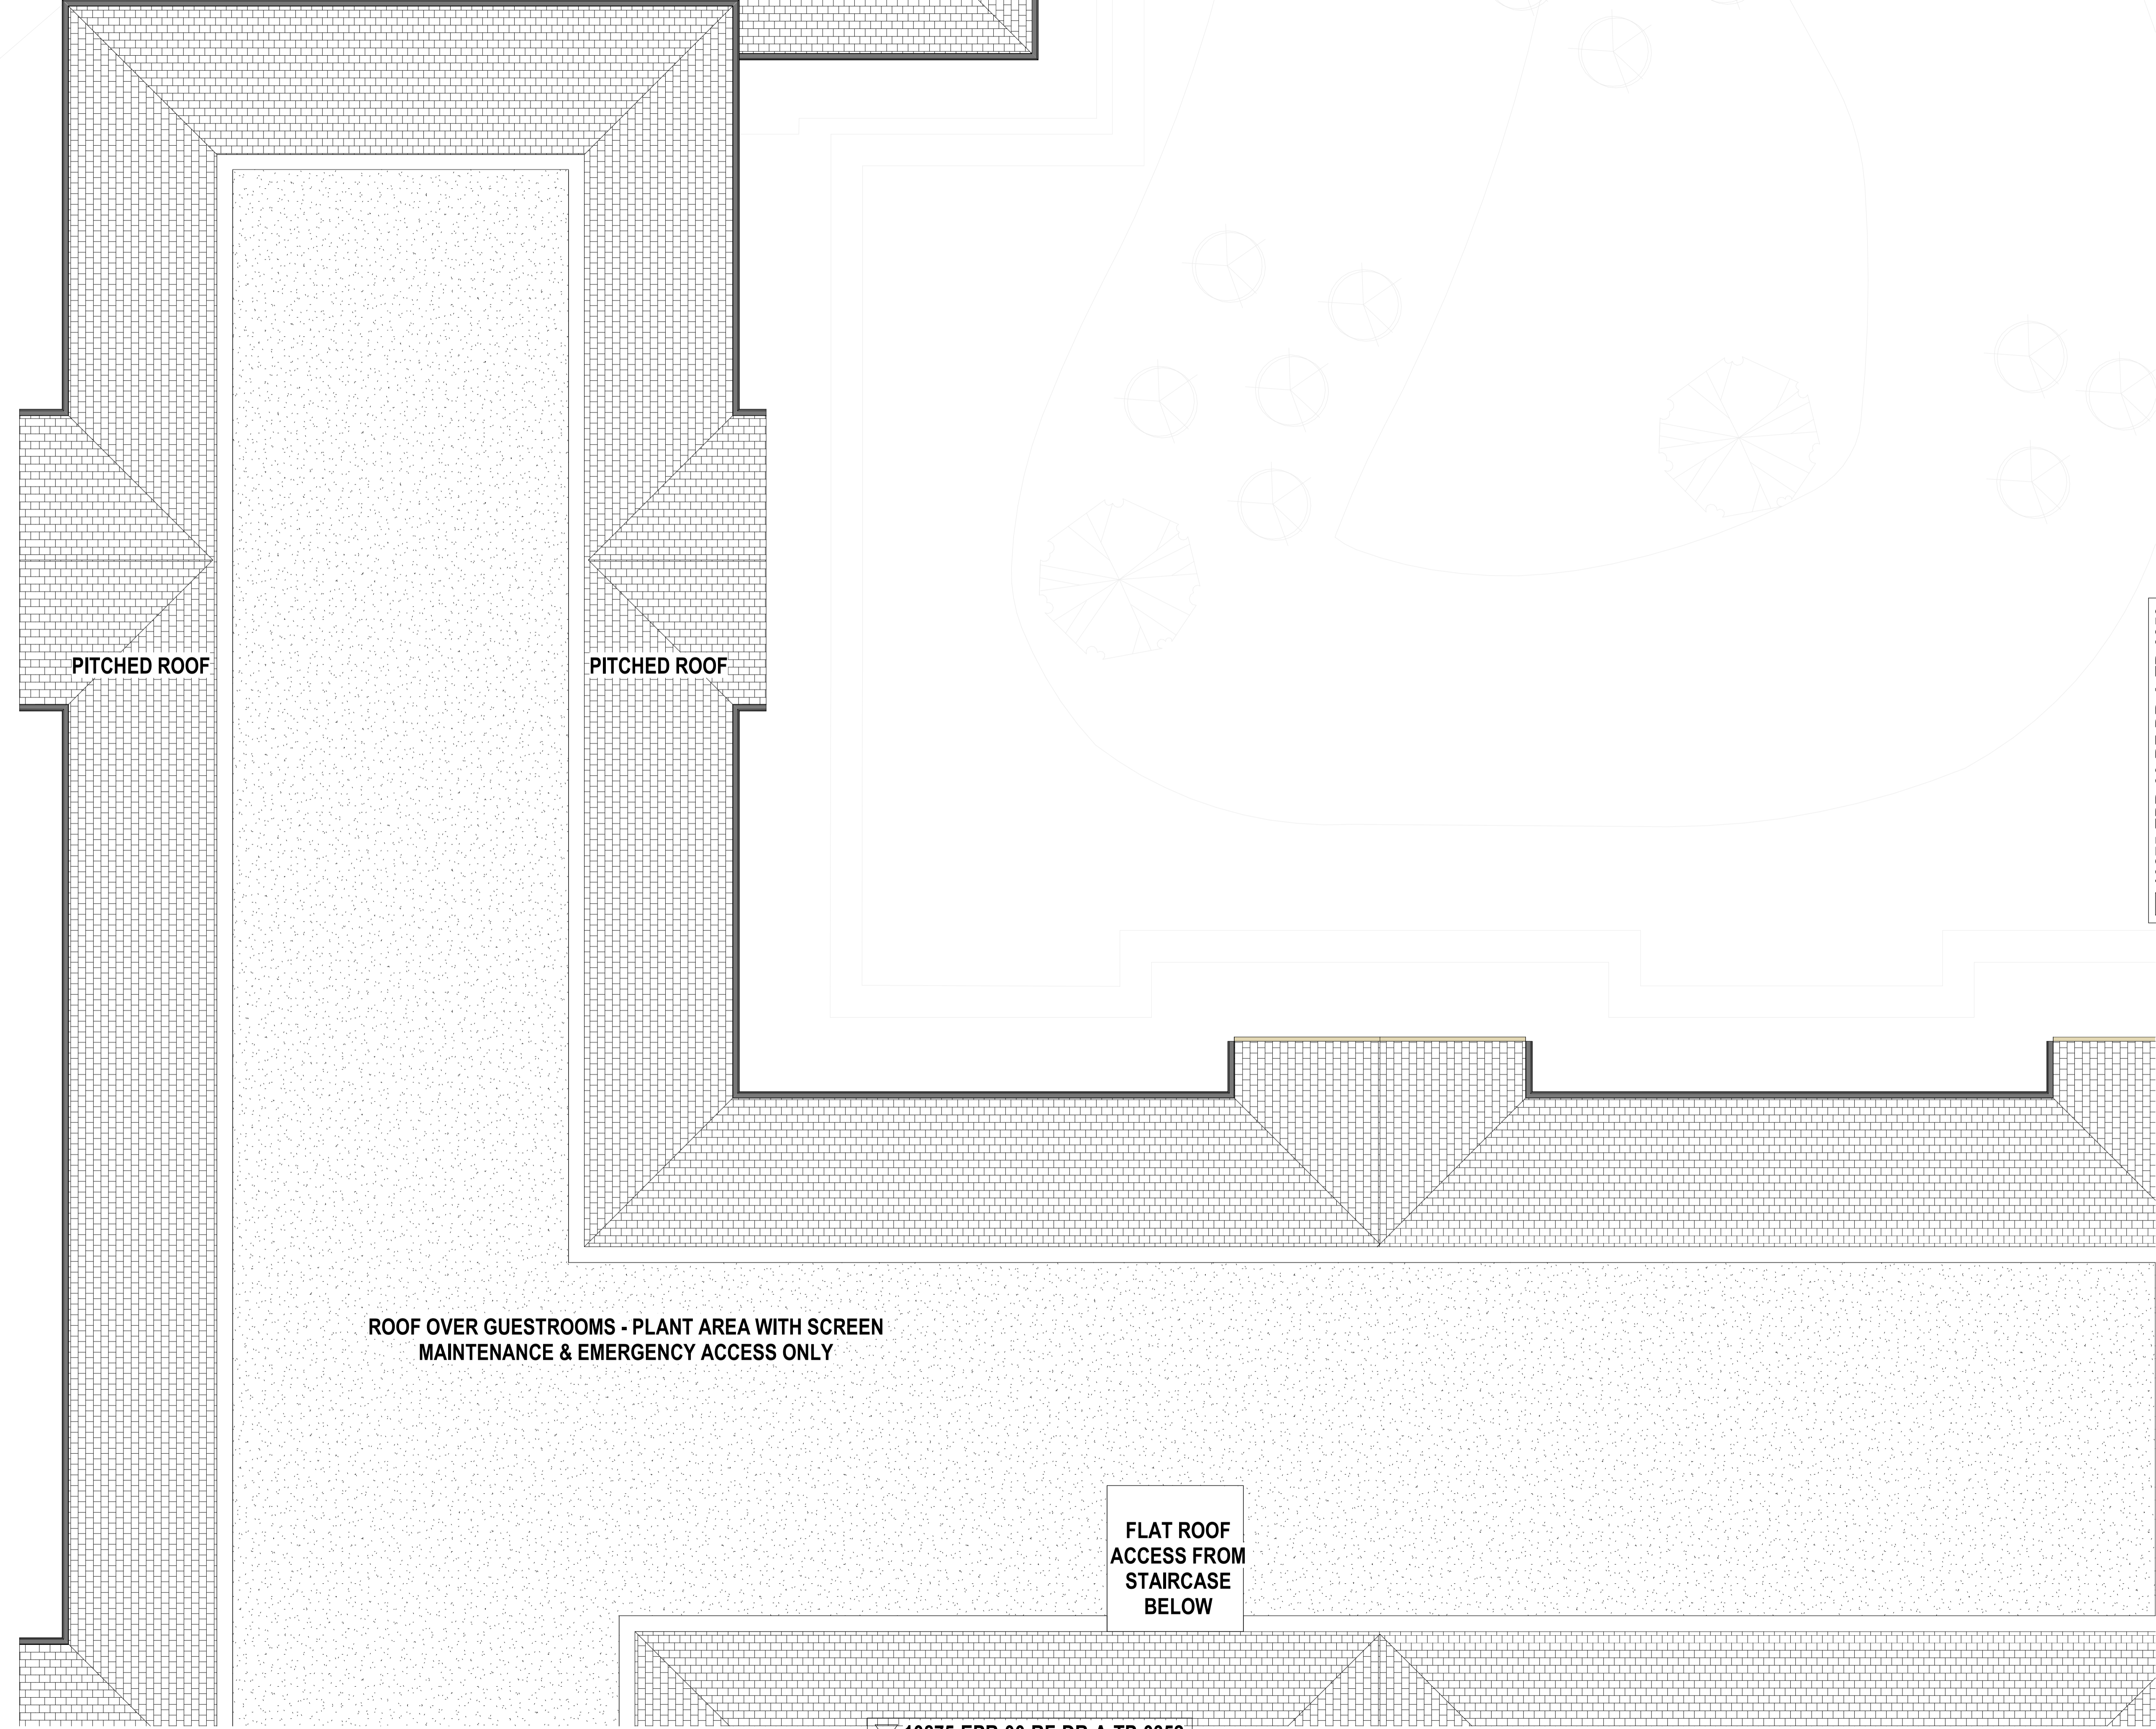 PITCHED ROOF
PITCHED ROOF
ROOF OVER GUESTROOMS - PLANT AREA WITH SCREEN
MAINTENANCE & EMERGENCY ACCESS ONLY
FLAT ROOF
ACCESS FROM
STAIRCASE
BELOW